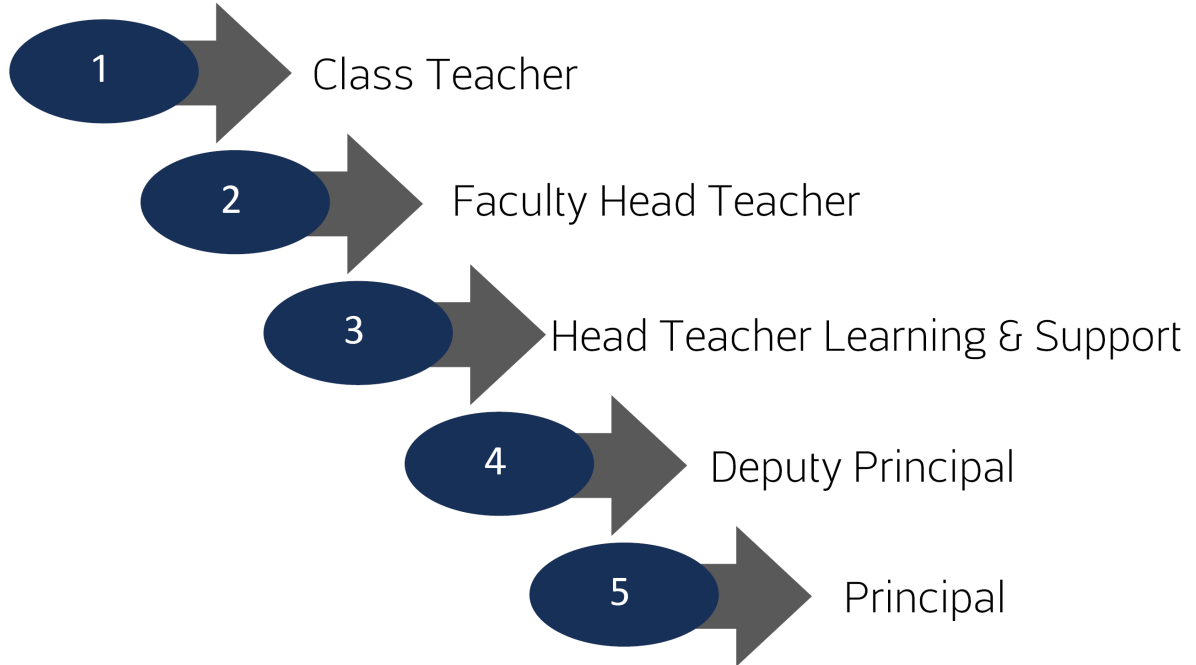 1 Class Teacher
2 Faculty Head Teacher
3 Head Teacher Learning & Support
4 Deputy Principal
5 Principal